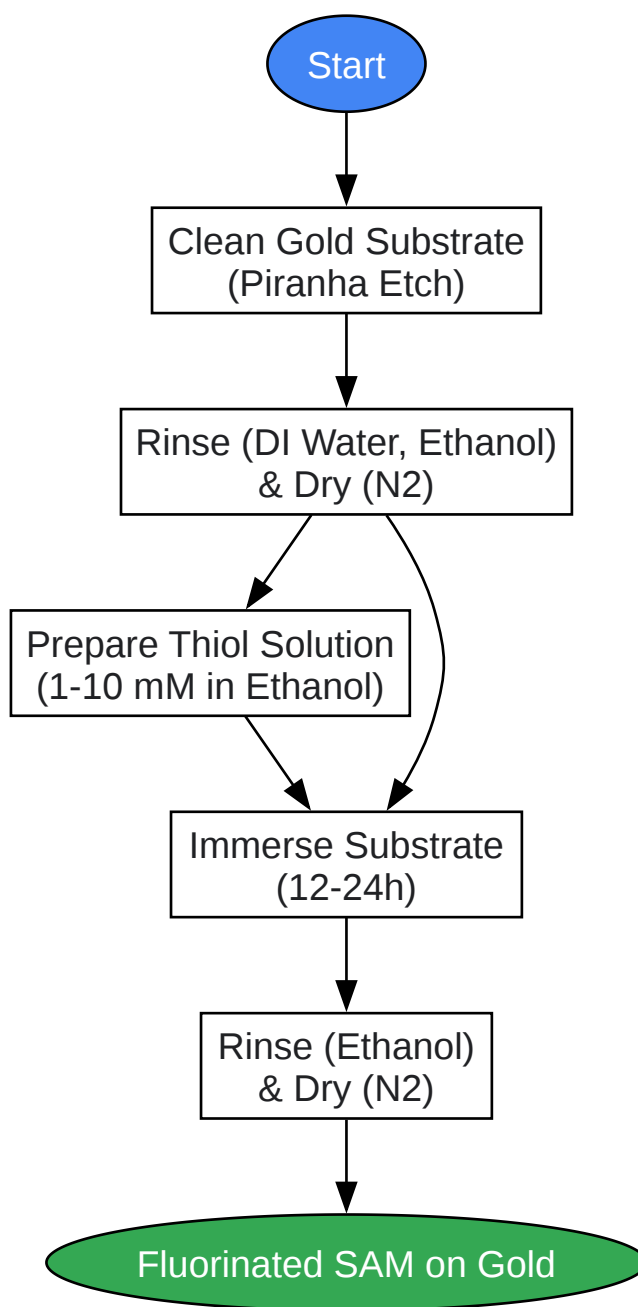 Start
Clean Gold Substrate
(Piranha Etch)
Rinse (DI Water, Ethanol)
& Dry (N2)
Prepare Thiol Solution
(1-10 mM in Ethanol)
Immerse Substrate
(12-24h)
Rinse (Ethanol)
& Dry (N2)
Fluorinated SAM on Gold